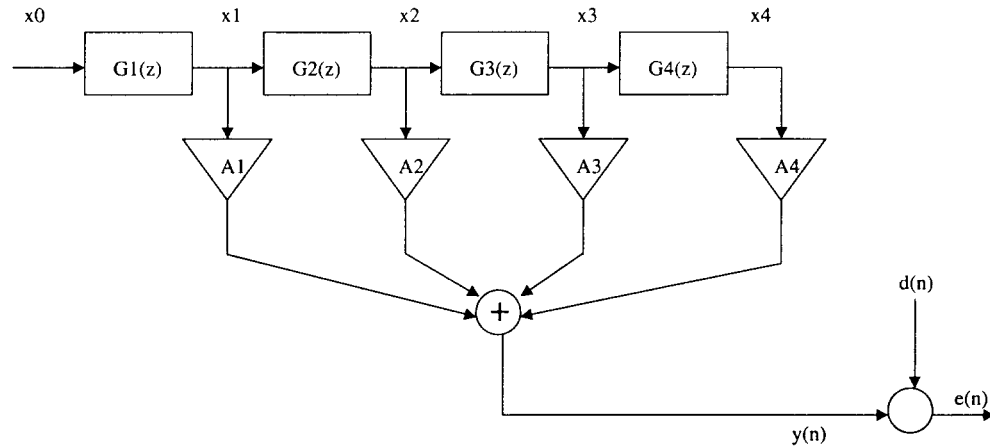 x0 x1 x2 x3 x4
G1(z) G2(z) G3(z) G4(z)
A1 A2 A3 A4
+
d(n)
e(n)
y(n)